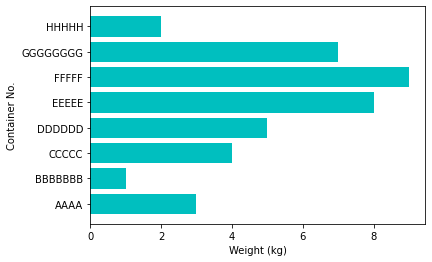 HHHHH
GGGGGGGG
FFFFF
EEEEE
DDDDDD
CCCCC
BBBBBBB
AAAA
Container No.
0 2 4 6 8
Weight (kg)